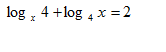 log ₓ 4 + log ₄ x = 2